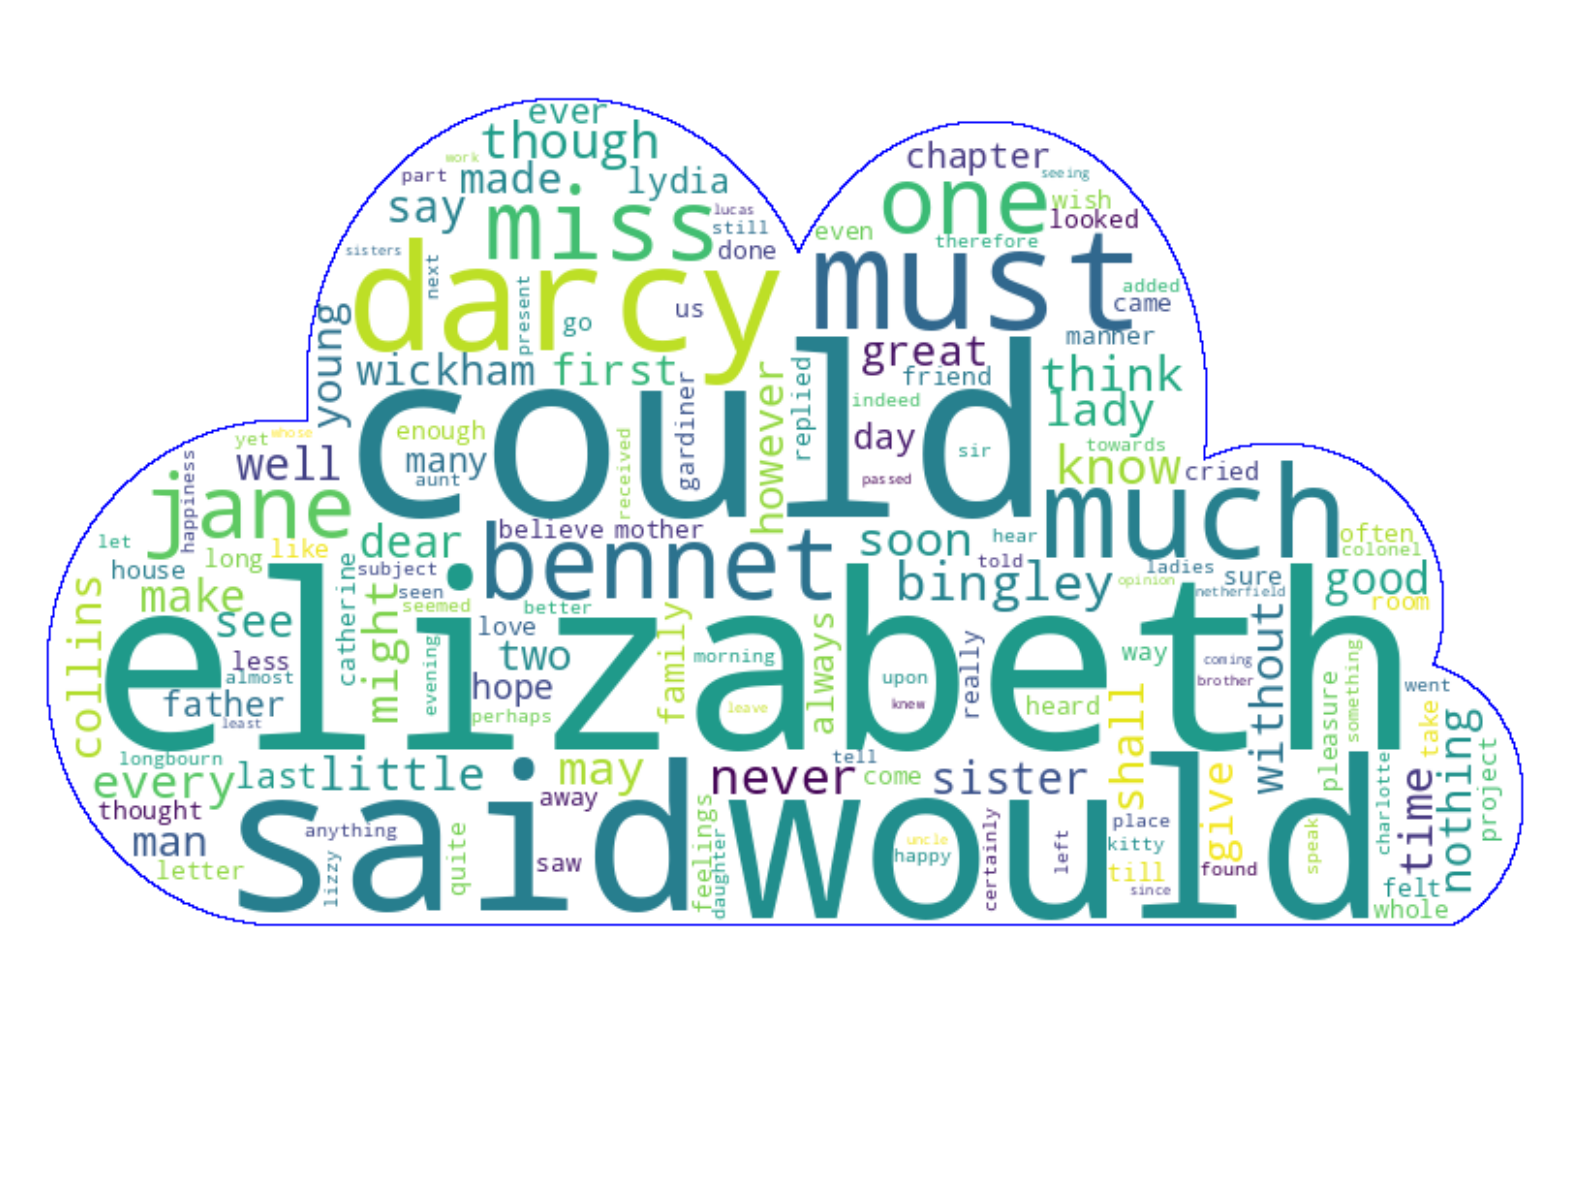 ever
though
work
part
made
lydia
say
miss
lucas
still
done
sisters
next
darcy
present
us
go
young
wickham
first
chapter
seeing
one
wish
looked
even
therefore
must
added
came
manner
great
friend
think
lady
indeed
day
sir
towards
know
cried
passed
could
replied
however
gardiner
received
enough
many
aunt
yet
whose
well
happiness
jane
let
long
like
house
dear
believe
mother
bennet
subject
seen
seemed
better
soon
hear
told
bingley
much
often
colonel
ladies
opinion
sure
netherfield
good
room
collins
make
see
less
almost
father
least
catherine
might
evening
elizabeth
love
two
hope
perhaps
family
morning
leave
always
upon
knew
really
heard
way
coming
brother
without
pleasure
something
went
take
nothing
project
longbourn
every
last
little
thought
man
letter
said
anything
lizzy
quite
may
away
saw
feelings
daughter
never
tell
come
sister
would
uncle
happy
certainly
left
shall
place
kitty
till
since
give
found
speak
charlotte
time
felt
whole